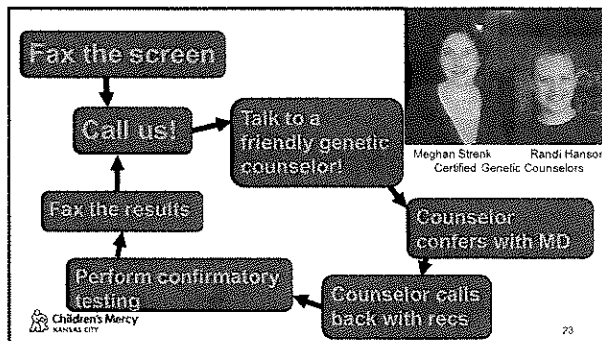 Fax the screen
Call us!
Talk to a
friendly genetic
counselor!
Meghan Strenk Randi Hanson
Certified Genetic Counselors
Counselor
confers with MD
Counselor calls
back with recs
Perform confirmatory
testing
Fax the results
Children's Mercy
KANSAS CITY
23